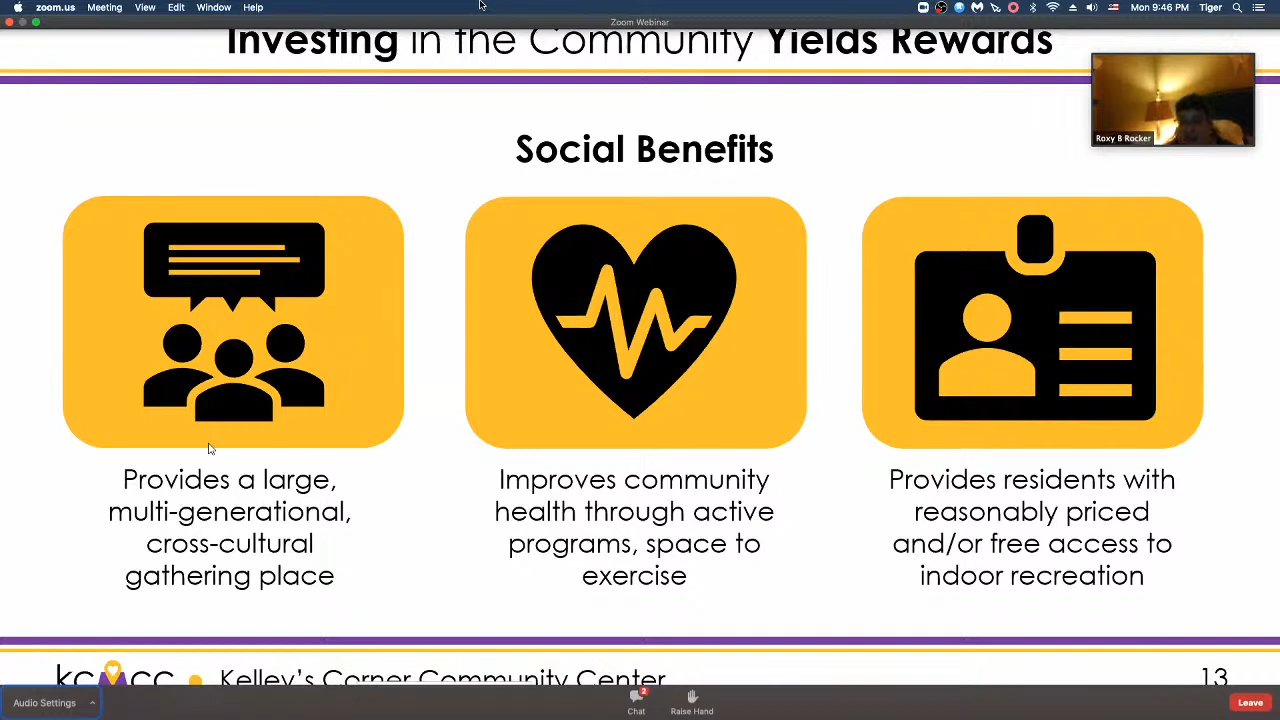 zoom.us Meeting View Edit Window Help Mon 9:46 PM Tiger
Zoom Webinar
Investing in the Community Yields Rewards
Roxy B Rocker
Social Benefits
Provides a large,
multi-generational,
cross-cultural
gathering place
Improves community
health through active
programs, space to
exercise
Provides residents with
reasonably priced
and/or free access to
indoor recreation
kc cc Kelley's Corner Community Center 13
Audio Settings
2
Chat
Raise Hand
Leave